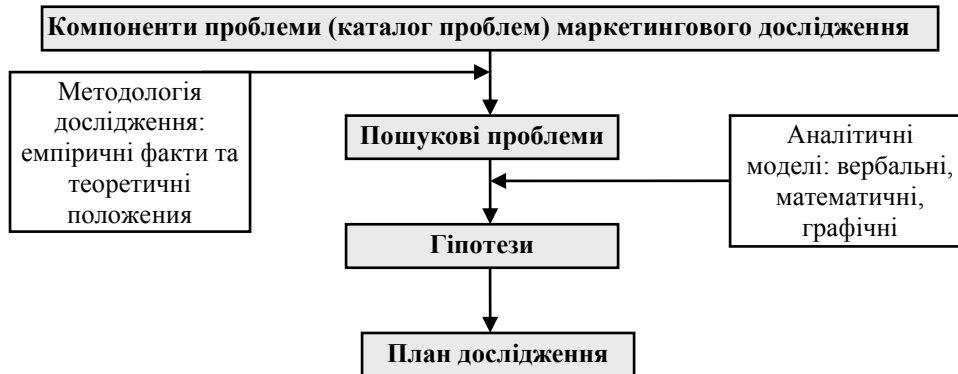 Компоненти проблеми (каталог проблем) маркетингового дослідження
Методологія
дослідження:
емпіричні факти та
теоретичні
положення
Пошукові проблеми
Аналітичні
моделі: вербальні,
математичні,
графічні
Гіпотези
План дослідження